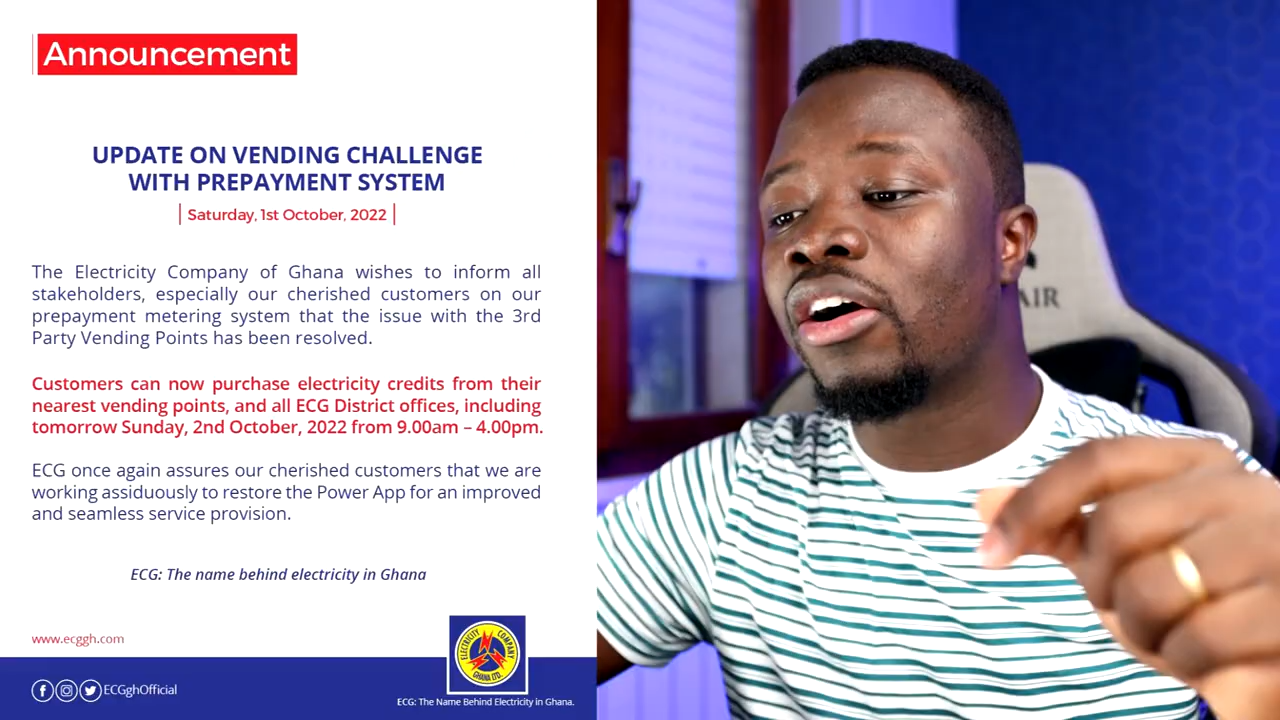 Announcement
UPDATE ON VENDING CHALLENGE
WITH PREPAYMENT SYSTEM
| Saturday, 1st October, 2022 |
The Electricity Company of Ghana wishes to inform all
stakeholders, especially our cherished customers on our
prepayment metering system that the issue with the 3rd
Party Vending Points has been resolved.
Customers can now purchase electricity credits from their
nearest vending points, and all ECG District offices, including
tomorrow Sunday, 2nd October, 2022 from 9.00am – 4.00pm.
ECG once again assures our cherished customers that we are
working assiduously to restore the Power App for an improved
and seamless service provision.
ECG: The name behind electricity in Ghana
www.ecggh.com
ELECTRICITY COMPANY
GHANA LTD.
ECGghOfficial
ECG: The Name Behind Electricity in Ghana.
AIR